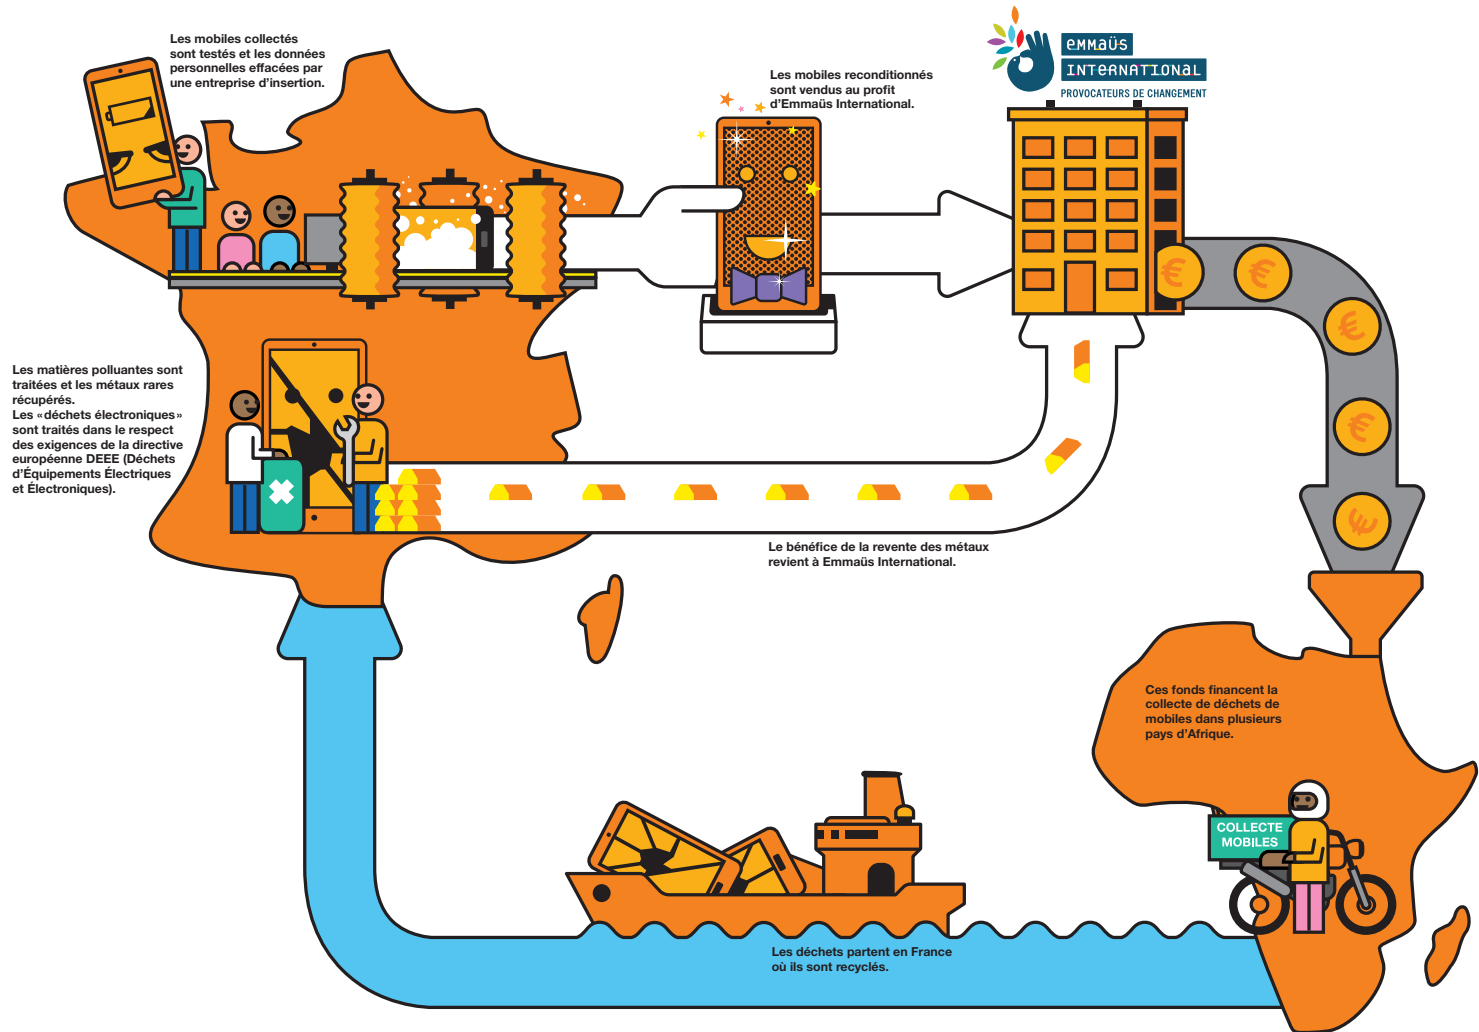 Les mobiles collectés
sont testés et les données
personnelles effacées par
une entreprise d'insertion.
Les mobiles reconditionnés
sont vendus au profit
d'Emmaüs International.
emmaüs
INTERNATIONAL
PROVOCATEURS DE CHANGEMENT
€
€
€
€
€
Les matières polluantes sont
traitées et les métaux rares
récupérés.
Les «déchets électroniques»
sont traités dans le respect
des exigences de la directive
européenne DEEE (Déchets
d'Équipements Électriques
et Électroniques).
Le bénéfice de la revente des métaux
revient à Emmaüs International.
Ces fonds financent la
collecte de déchets de
mobiles dans plusieurs
pays d'Afrique.
COLLECTE
MOBILES
Les déchets partent en France
où ils sont recyclés.